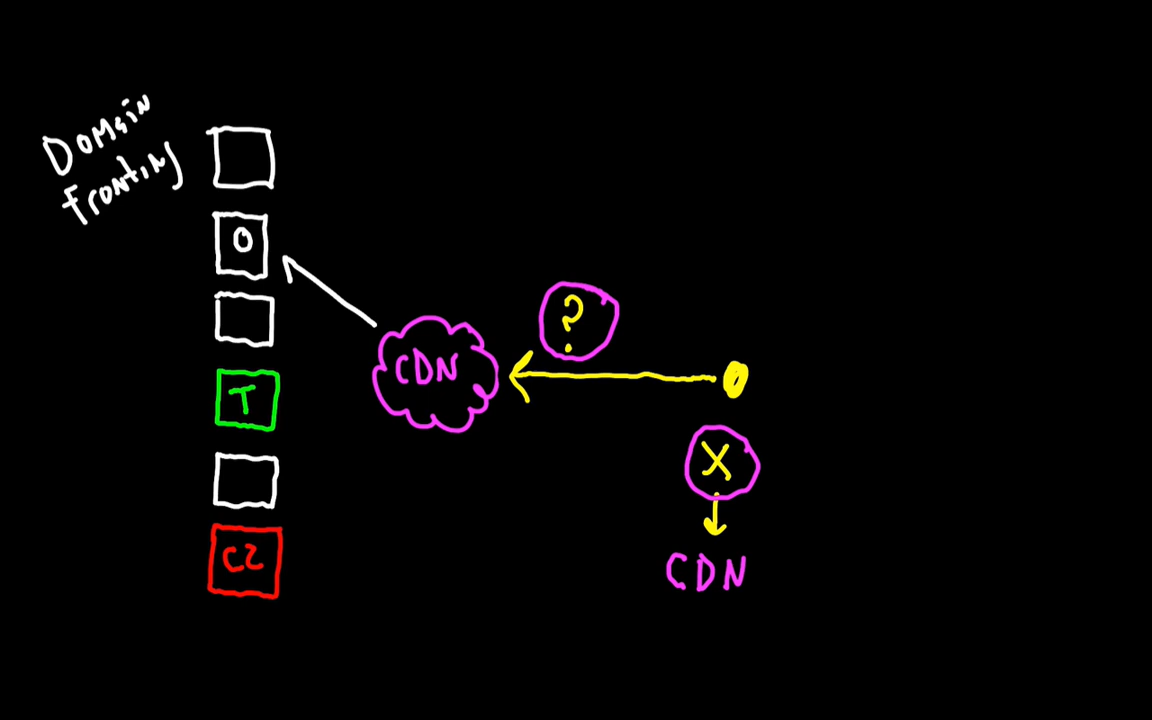 Domain
Fronting
O
T
C2
CDN
?
X
CDN